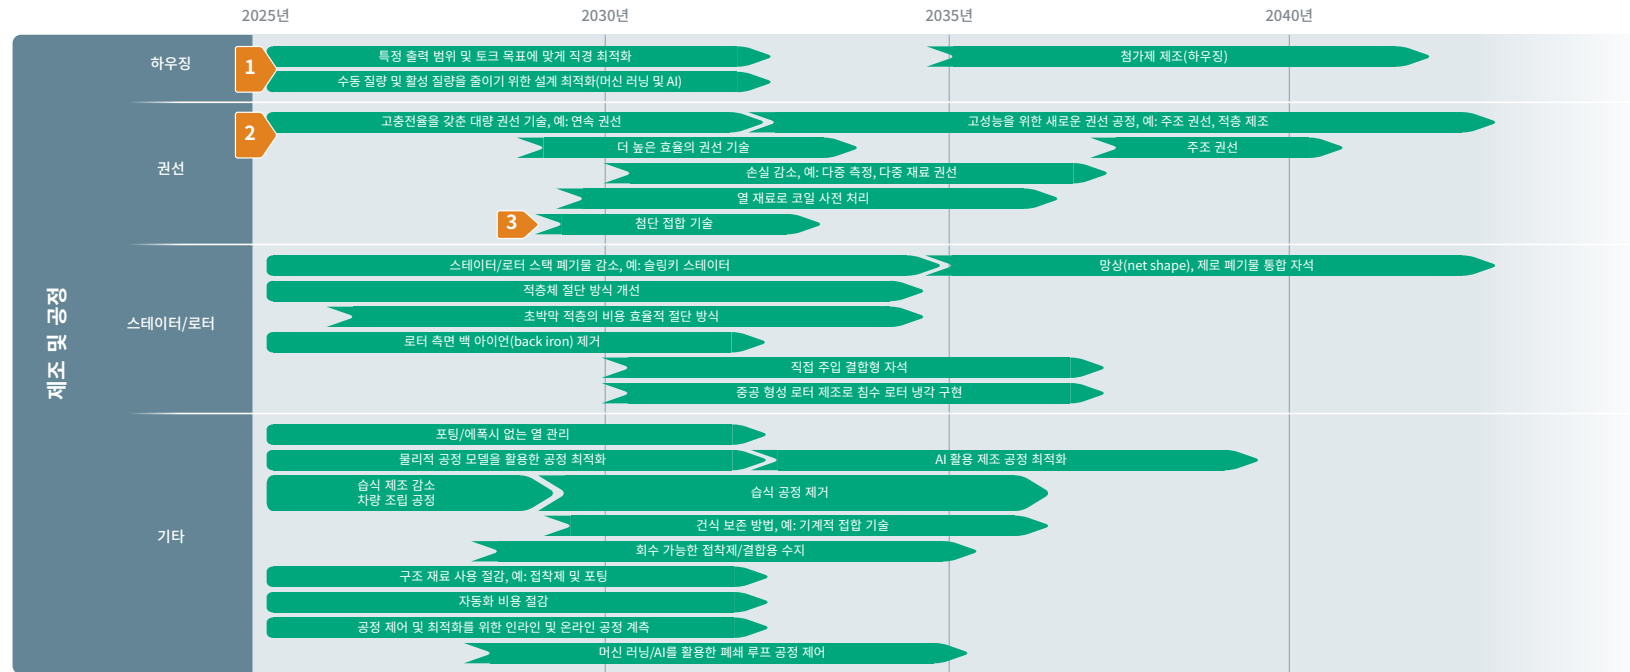 2025년 2030년 2035년 2040년
제조 및 공정
하우징
1
특정 출력 범위 및 토크 목표에 맞게 직경 최적화
첨가제 제조(하우징)
수동 질량 및 활성 질량을 줄이기 위한 설계 최적화(머신 러닝 및 AI)
권선
2
고충전율을 갖춘 대량 권선 기술, 예: 연속 권선
고성능을 위한 새로운 권선 공정, 예: 주조 권선, 적층 제조
더 높은 효율의 권선 기술
주조 권선
손실 감소, 예: 다중 측정, 다중 재료 권선
열 재료로 코일 사전 처리
3
첨단 접합 기술
스테이터/로터
스테이터/로터 스택 폐기물 감소, 예: 슬링키 스테이터
망상(net shape), 제로 폐기물 통합 자석
적층체 절단 방식 개선
초박막 적층의 비용 효율적 절단 방식
로터 측면 백 아이언(back iron) 제거
직접 주입 결합형 자석
중공 형성 로터 제조로 침수 로터 냉각 구현
기타
포팅/에폭시 없는 열 관리
물리적 공정 모델을 활용한 공정 최적화
AI 활용 제조 공정 최적화
습식 제조 감소
차량 조립 공정
습식 공정 제거
건식 보존 방법, 예: 기계적 접합 기술
회수 가능한 접착제/결합용 수지
구조 재료 사용 절감, 예: 접착제 및 포팅
자동화 비용 절감
공정 제어 및 최적화를 위한 인라인 및 온라인 공정 계측
머신 러닝/AI를 활용한 폐쇄 루프 공정 제어